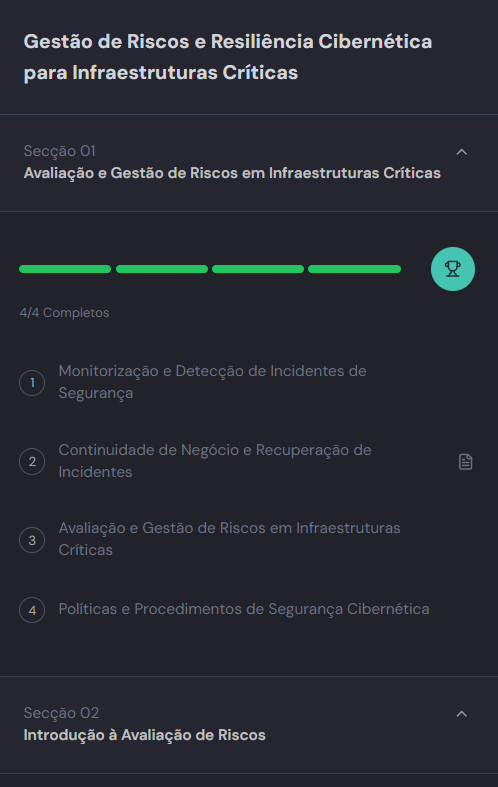 Gestão de Riscos e Resiliência Cibernética
para Infraestruturas Críticas
Secção 01
Avaliação e Gestão de Riscos em Infraestruturas Críticas
4/4 Completos
1 Monitorização e Detecção de Incidentes de
Segurança
2 Continuidade de Negócio e Recuperação de
Incidentes
3 Avaliação e Gestão de Riscos em Infraestruturas
Críticas
4 Políticas e Procedimentos de Segurança Cibernética
Secção 02
Introdução à Avaliação de Riscos